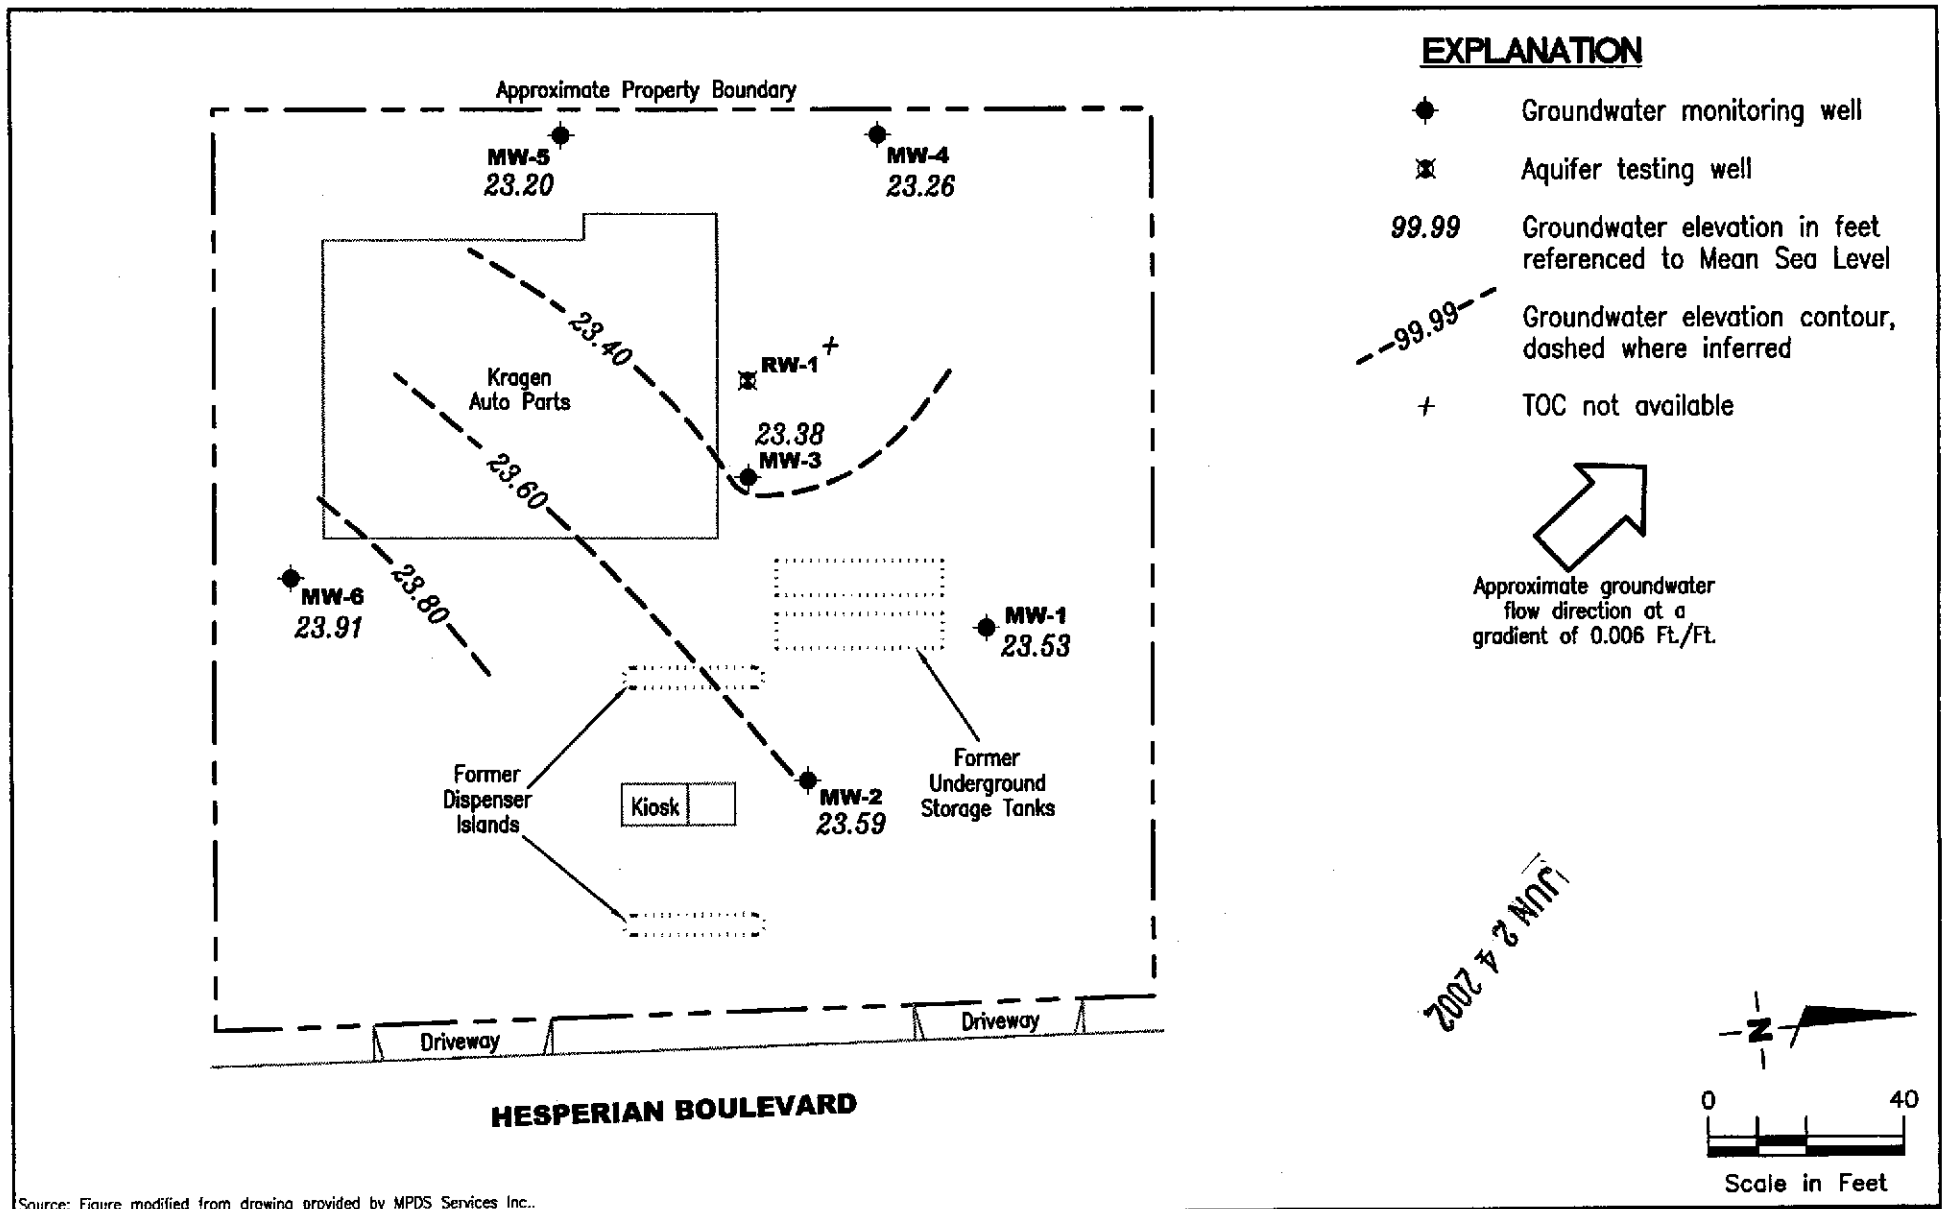 EXPLANATION
Approximate Property Boundary
MW-5
23.20
MW-4
23.26
Groundwater monitoring well
Aquifer testing well
99.99
Groundwater elevation in feet
referenced to Mean Sea Level
99.99
Groundwater elevation contour,
dashed where inferred
+
TOC not available
23.40
RW-1 +
Kragen
Auto Parts
23.38
MW-3
23.60
MW-6
23.91
23.80
MW-1
23.53
Approximate groundwater
flow direction at a
gradient of 0.006 Ft./Ft.
Former
Dispenser
Islands
Kiosk
MW-2
23.59
Former
Underground
Storage Tanks
JUN 24 2002
Driveway
Driveway
HESPERIAN BOULEVARD
N
0 40
Scale in Feet
Source: Figure modified from drawing provided by MPDS Services Inc..